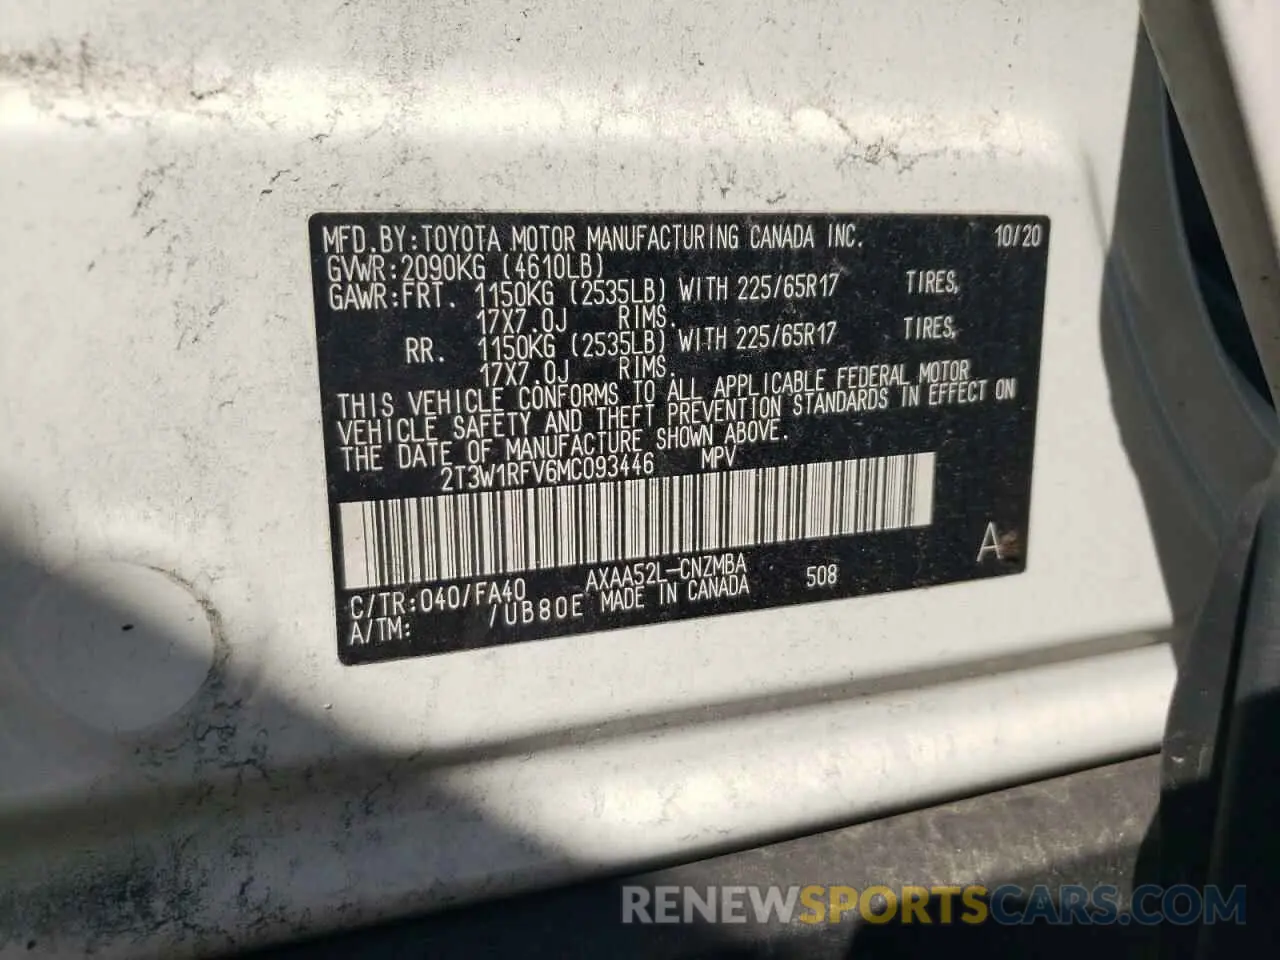 MFD.BY:TOYOTA MOTOR MANUFACTURING CANADA INC. 10/20
GVWR:2090KG (4610LB)
GAWR:FRT. 1150KG (2535LB) WITH 225/65R17 TIRES,
17X7.0J RIMS.
RR. 1150KG (2535LB) WITH 225/65R17 TIRES,
17X7.0J RIMS.
THIS VEHICLE CONFORMS TO ALL APPLICABLE FEDERAL MOTOR
VEHICLE SAFETY AND THEFT PREVENTION STANDARDS IN EFFECT ON
THE DATE OF MANUFACTURE SHOWN ABOVE.
2T3W1RFV6MC093446 MPV
A
C/TR:040/FA40 AXAA52L-CNZMBA 508
A/TM: /UB80E MADE IN CANADA
RENEWSPORTSCARS.COM